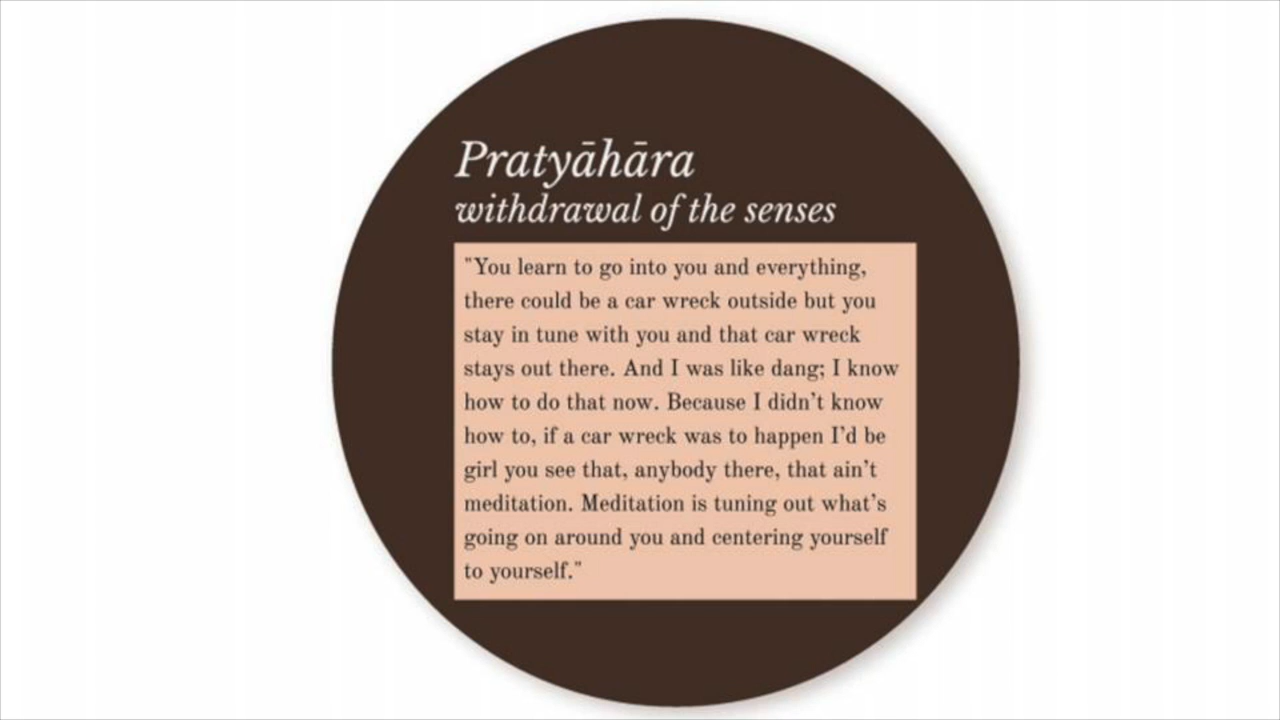 Pratyāhāra
withdrawal of the senses
"You learn to go into you and everything,
there could be a car wreck outside but you
stay in tune with you and that car wreck
stays out there. And I was like dang; I know
how to do that now. Because I didn’t know
how to, if a car wreck was to happen I’d be
girl you see that, anybody there, that ain’t
meditation. Meditation is tuning out what’s
going on around you and centering yourself
to yourself."